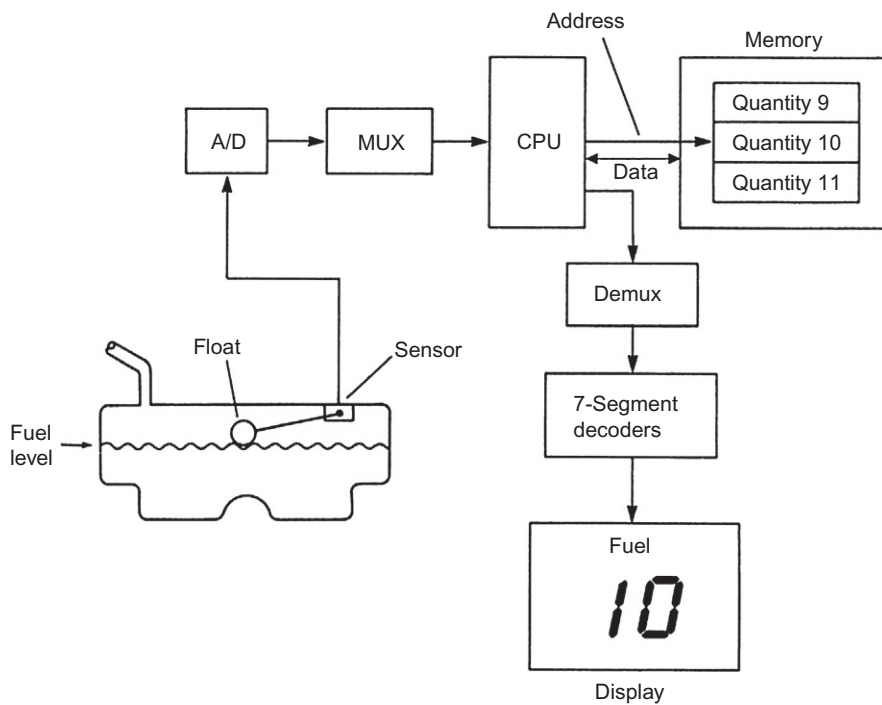 Address
Memory
A/D
MUX
CPU
Data
Quantity 9
Quantity 10
Quantity 11
Demux
Float
Sensor
Fuel
level
7-Segment
decoders
Fuel
10
Display